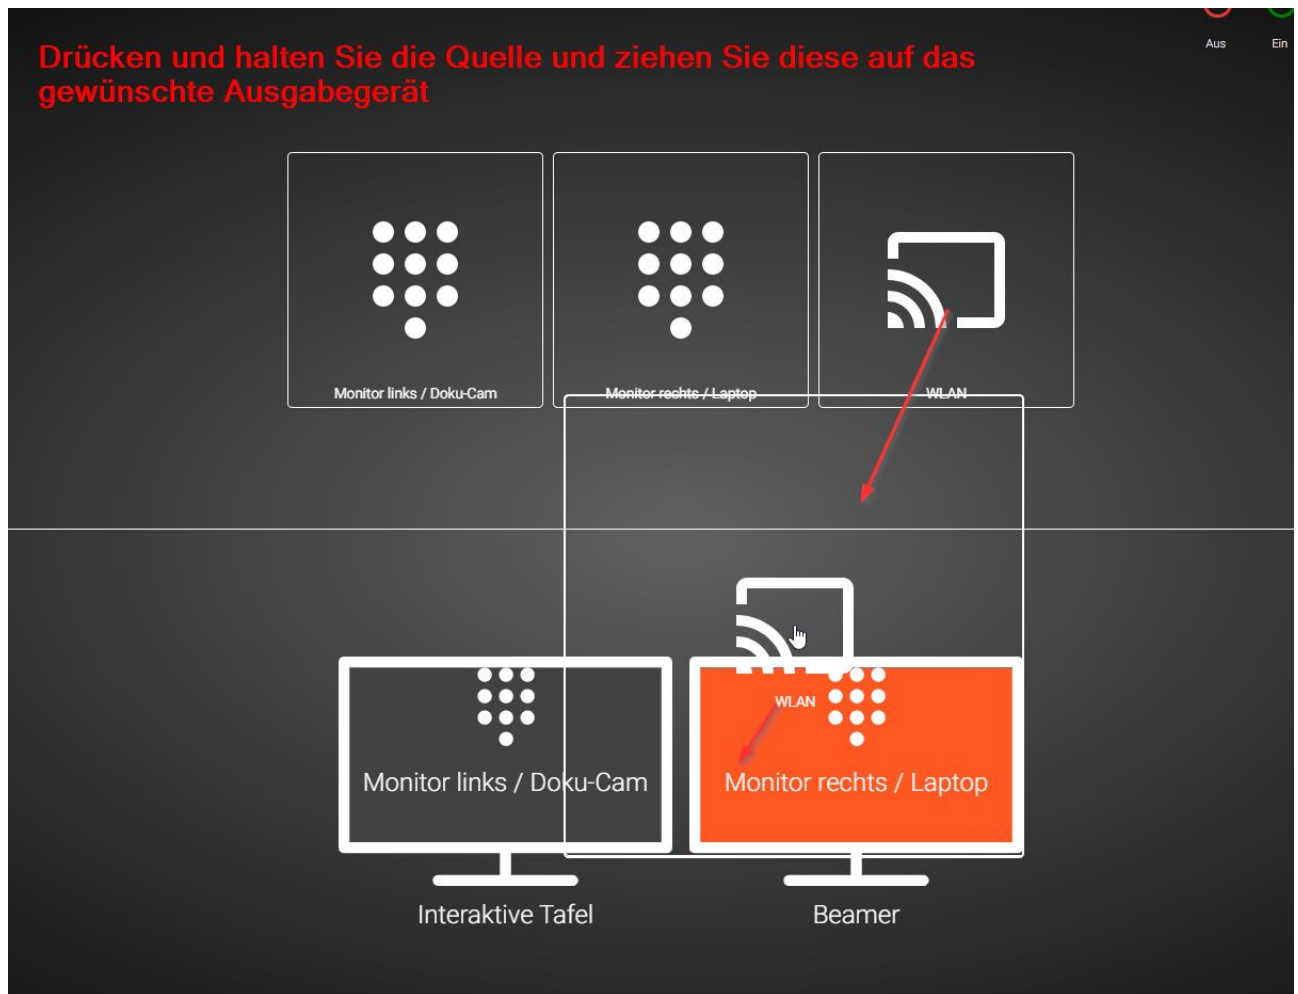 Aus
Ein
Drücken und halten Sie die Quelle und ziehen Sie diese auf das
gewünschte Ausgabegerät
Monitor links / Doku-Cam
Monitor rechts / Laptop
WLAN
WLAN
Monitor links / Doku-Cam
Monitor rechts / Laptop
Interaktive Tafel
Beamer